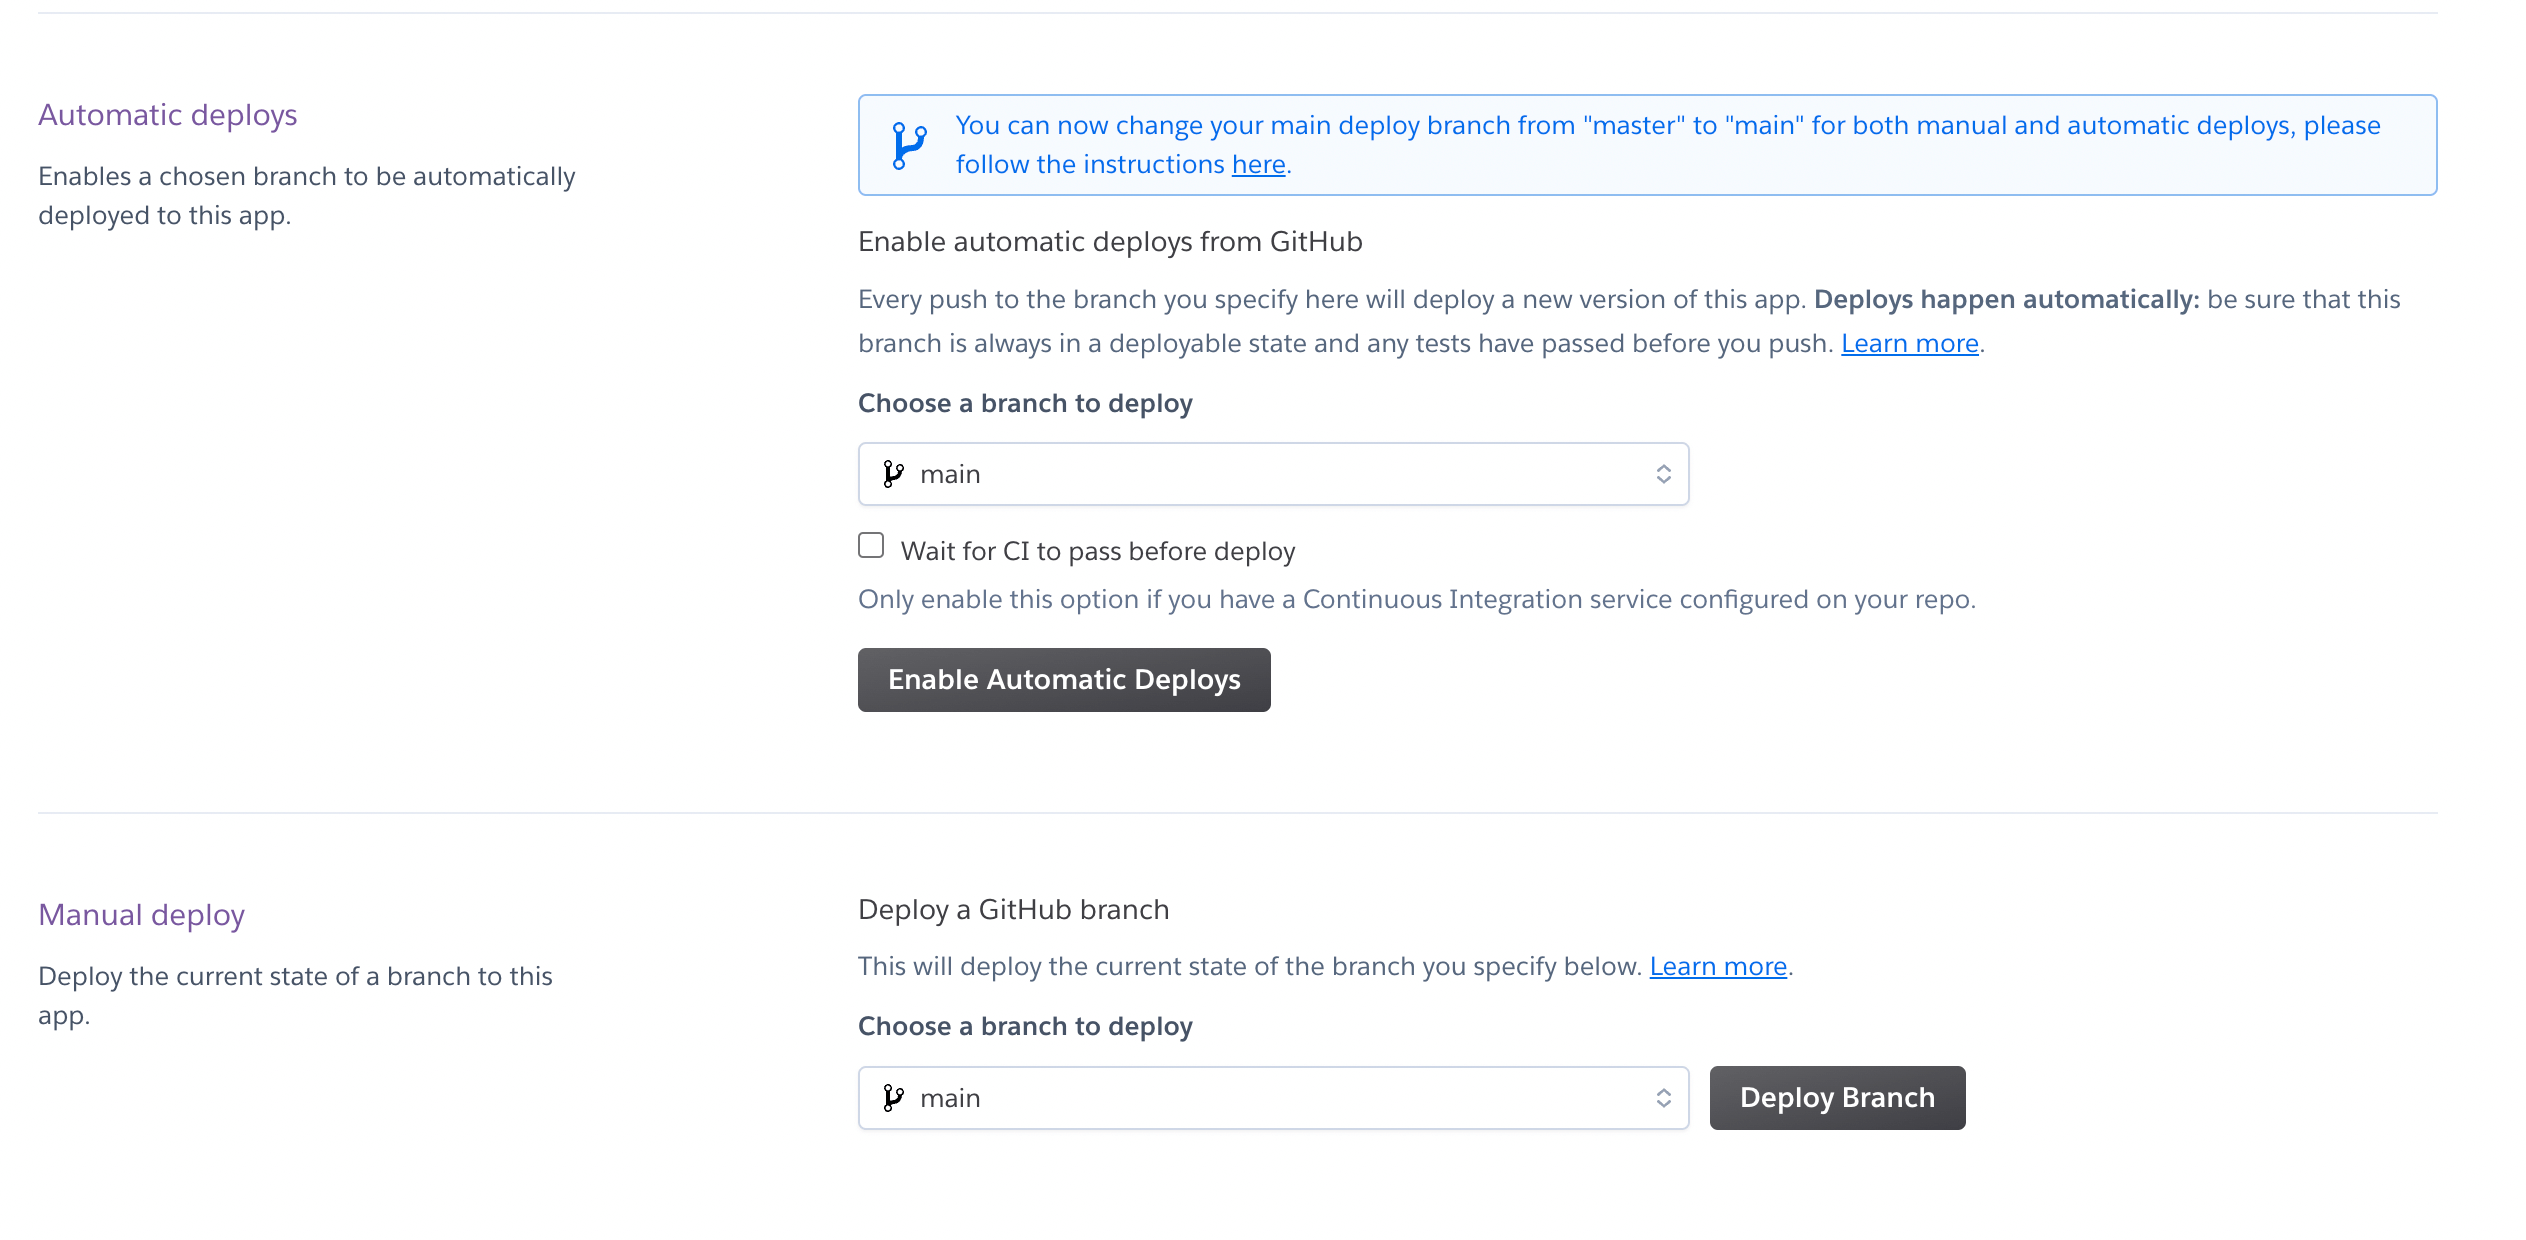 Automatic deploys
Enables a chosen branch to be automatically
deployed to this app.
You can now change your main deploy branch from "master" to "main" for both manual and automatic deploys, please
follow the instructions here.
Enable automatic deploys from GitHub
Every push to the branch you specify here will deploy a new version of this app. Deploys happen automatically: be sure that this
branch is always in a deployable state and any tests have passed before you push. Learn more.
Choose a branch to deploy
main
Wait for CI to pass before deploy
Only enable this option if you have a Continuous Integration service configured on your repo.
Enable Automatic Deploys
Manual deploy
Deploy the current state of a branch to this
app.
Deploy a GitHub branch
This will deploy the current state of the branch you specify below. Learn more.
Choose a branch to deploy
main
Deploy Branch